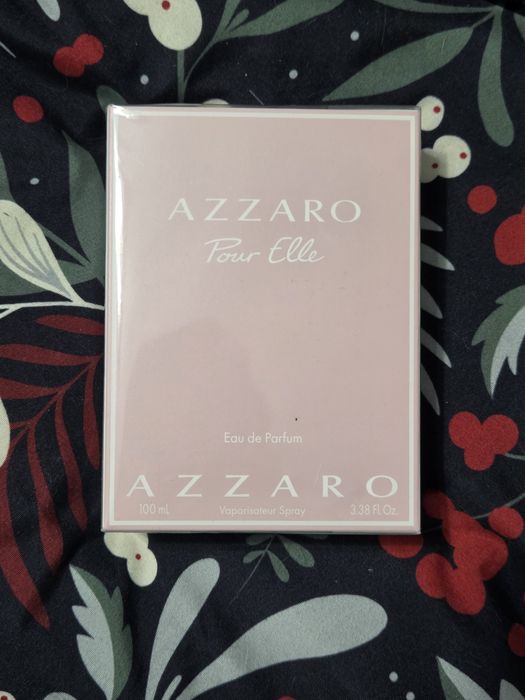 AZZARO
Pour Elle
Eau de Parfum
AZZARO
100 mL Vaporisateur Spray 3.38 Fl. Oz.